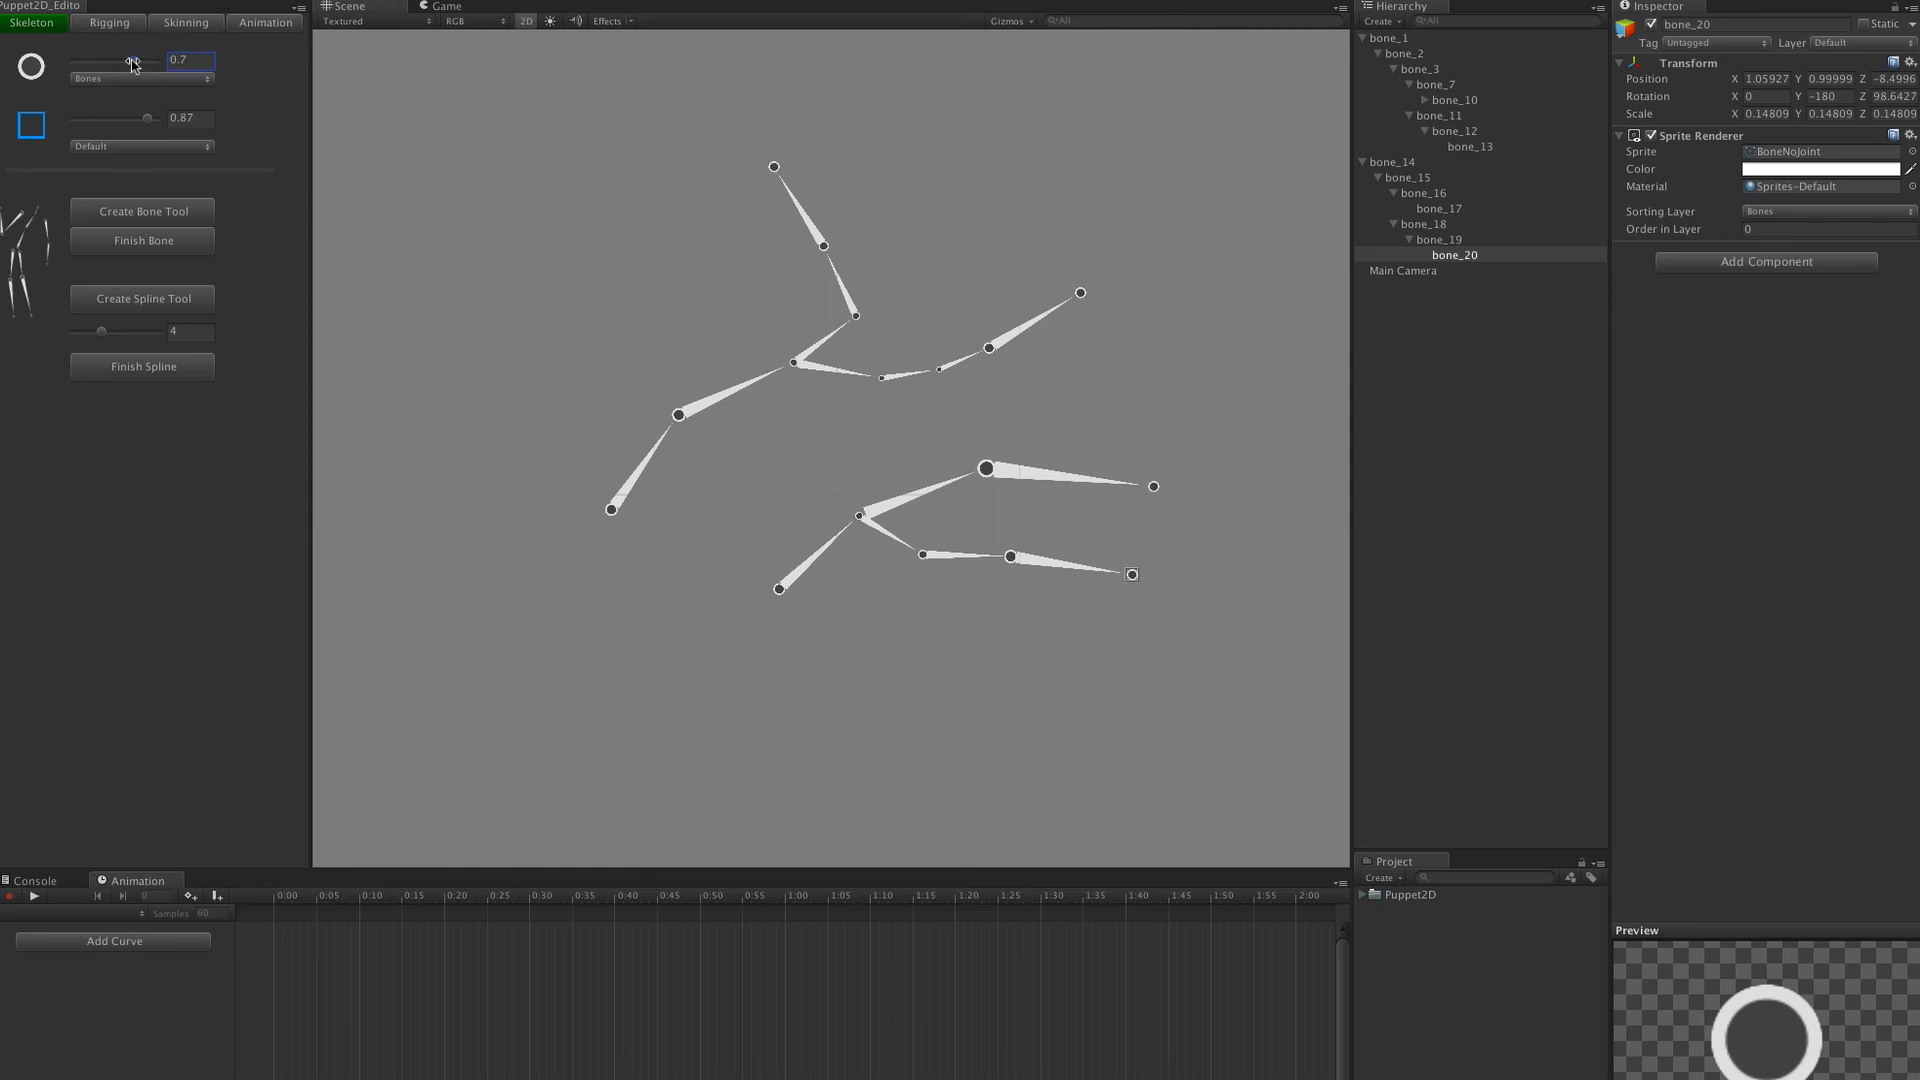 Puppet2D_Edito
Skeleton Rigging Skinning Animation
0.7
Bones
0.87
Default
Create Bone Tool
Finish Bone
Create Spline Tool
4
Finish Spline
Scene Game
Textured RGB 2D Effects Gizmos All
Hierarchy
Create All
bone_1
bone_2
bone_3
bone_7
bone_10
bone_11
bone_12
bone_13
bone_14
bone_15
bone_16
bone_17
bone_18
bone_19
bone_20
Main Camera
Inspector
bone_20 Static
Tag Untagged Layer Default
Transform
Position X 1.05927 Y 0.99999 Z -8.4996
Rotation X 0 Y -180 Z 98.6427
Scale X 0.14809 Y 0.14809 Z 0.14809
Sprite Renderer
Sprite BoneNoJoint
Color
Material Sprites-Default
Sorting Layer Bones
Order in Layer 0
Add Component
Console Animation
0 0:00 0:05 0:10 0:15 0:20 0:25 0:30 0:35 0:40 0:45 0:50 0:55 1:00 1:05 1:10 1:15 1:20 1:25 1:30 1:35 1:40 1:45 1:50 1:55 2:00
Samples 60
Add Curve
Project
Create
Puppet2D
Preview